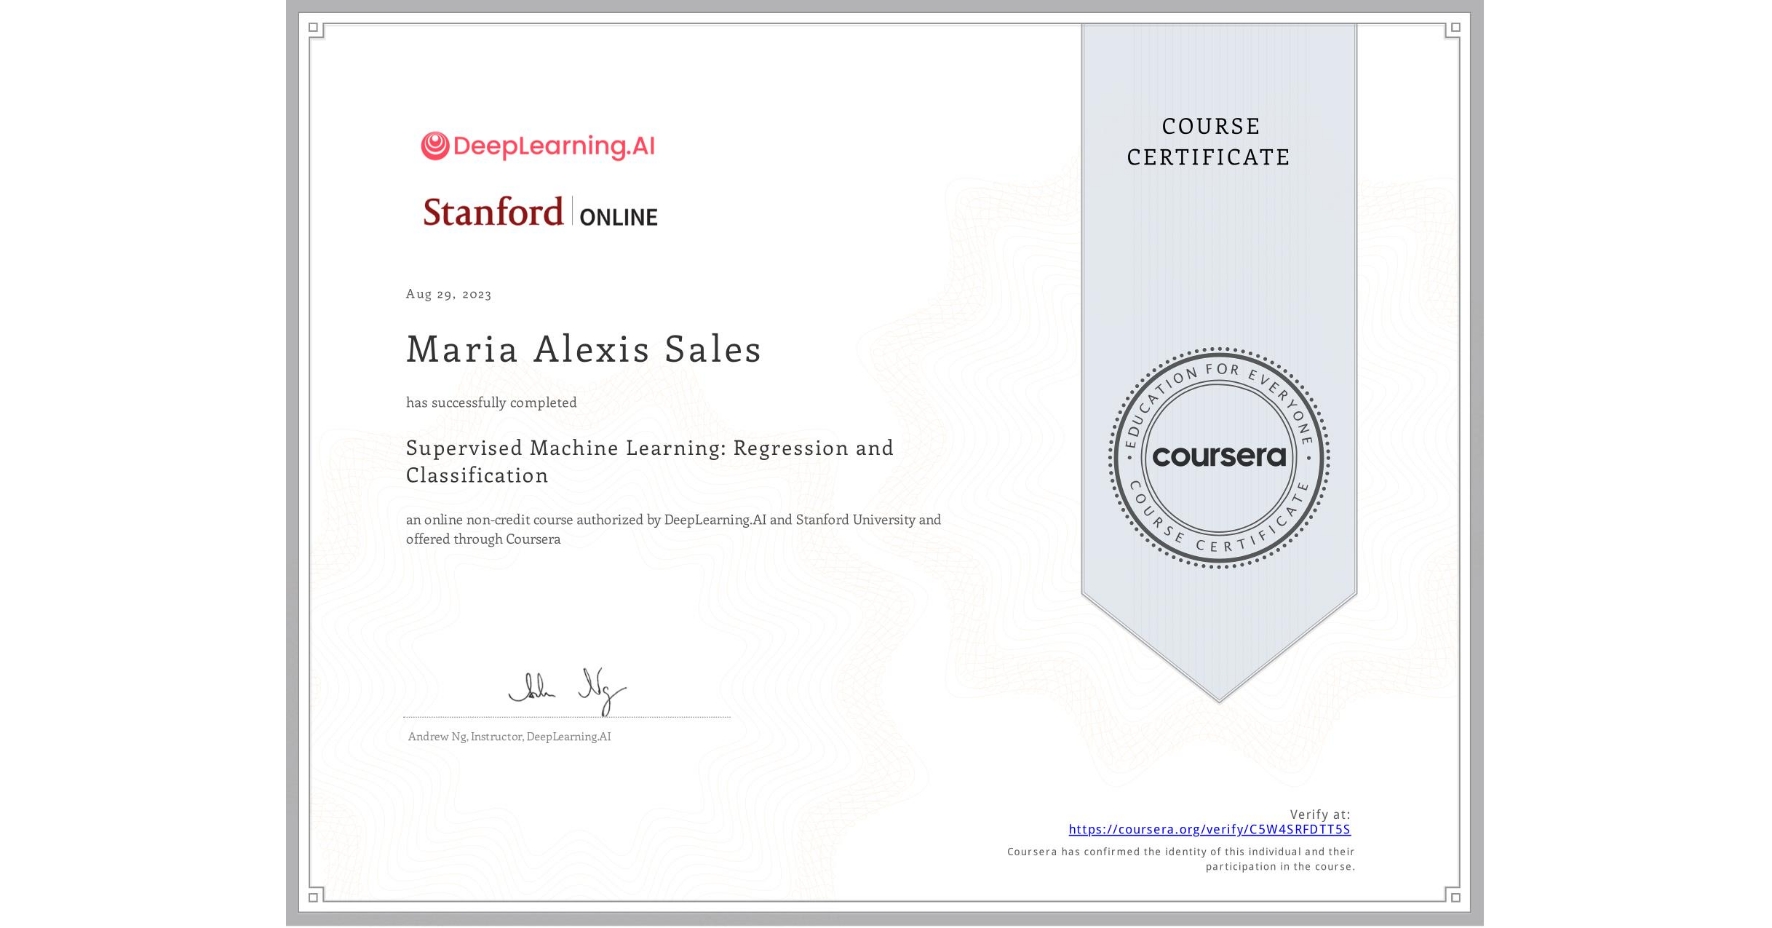 DeepLearning.AI
Stanford | ONLINE
Aug 29, 2023
Maria Alexis Sales
has successfully completed
Supervised Machine Learning: Regression and
Classification
an online non-credit course authorized by DeepLearning.AI and Stanford University and
offered through Coursera
Andrew Ng, Instructor, DeepLearning.AI
COURSE
CERTIFICATE
EDUCATION FOR EVERYONE
coursera
COURSE CERTIFICATE
Verify at:
https://coursera.org/verify/C5W4SRFDTT5S
Coursera has confirmed the identity of this individual and their
participation in the course.